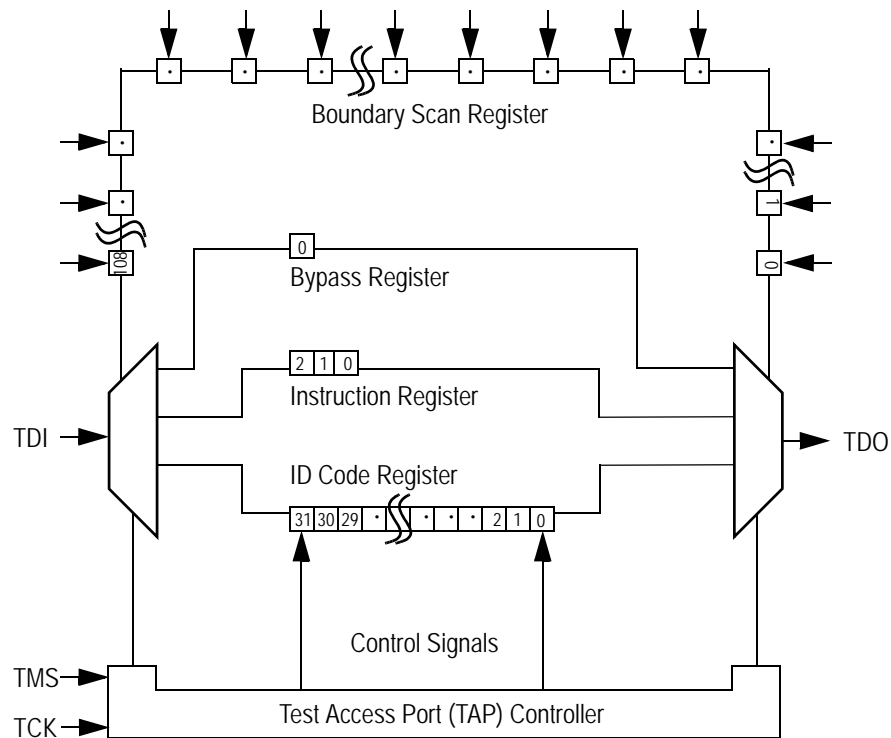 Boundary Scan Register
1
108
0
0
Bypass Register
2 1 0
Instruction Register
TDI
TDO
ID Code Register
31 30 29 · · · · 2 1 0
Control Signals
TMS
Test Access Port (TAP) Controller
TCK